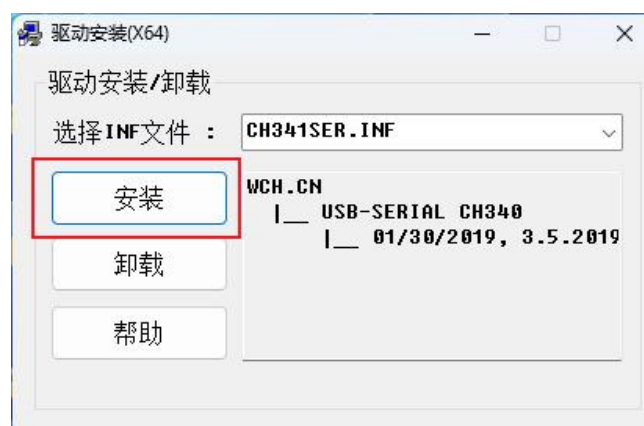 驱动安装(X64)
驱动安装/卸载
选择INF文件 : CH341SER.INF
安装
WCH.CN
|__ USB-SERIAL CH340
|__ 01/30/2019, 3.5.2019
卸载
帮助